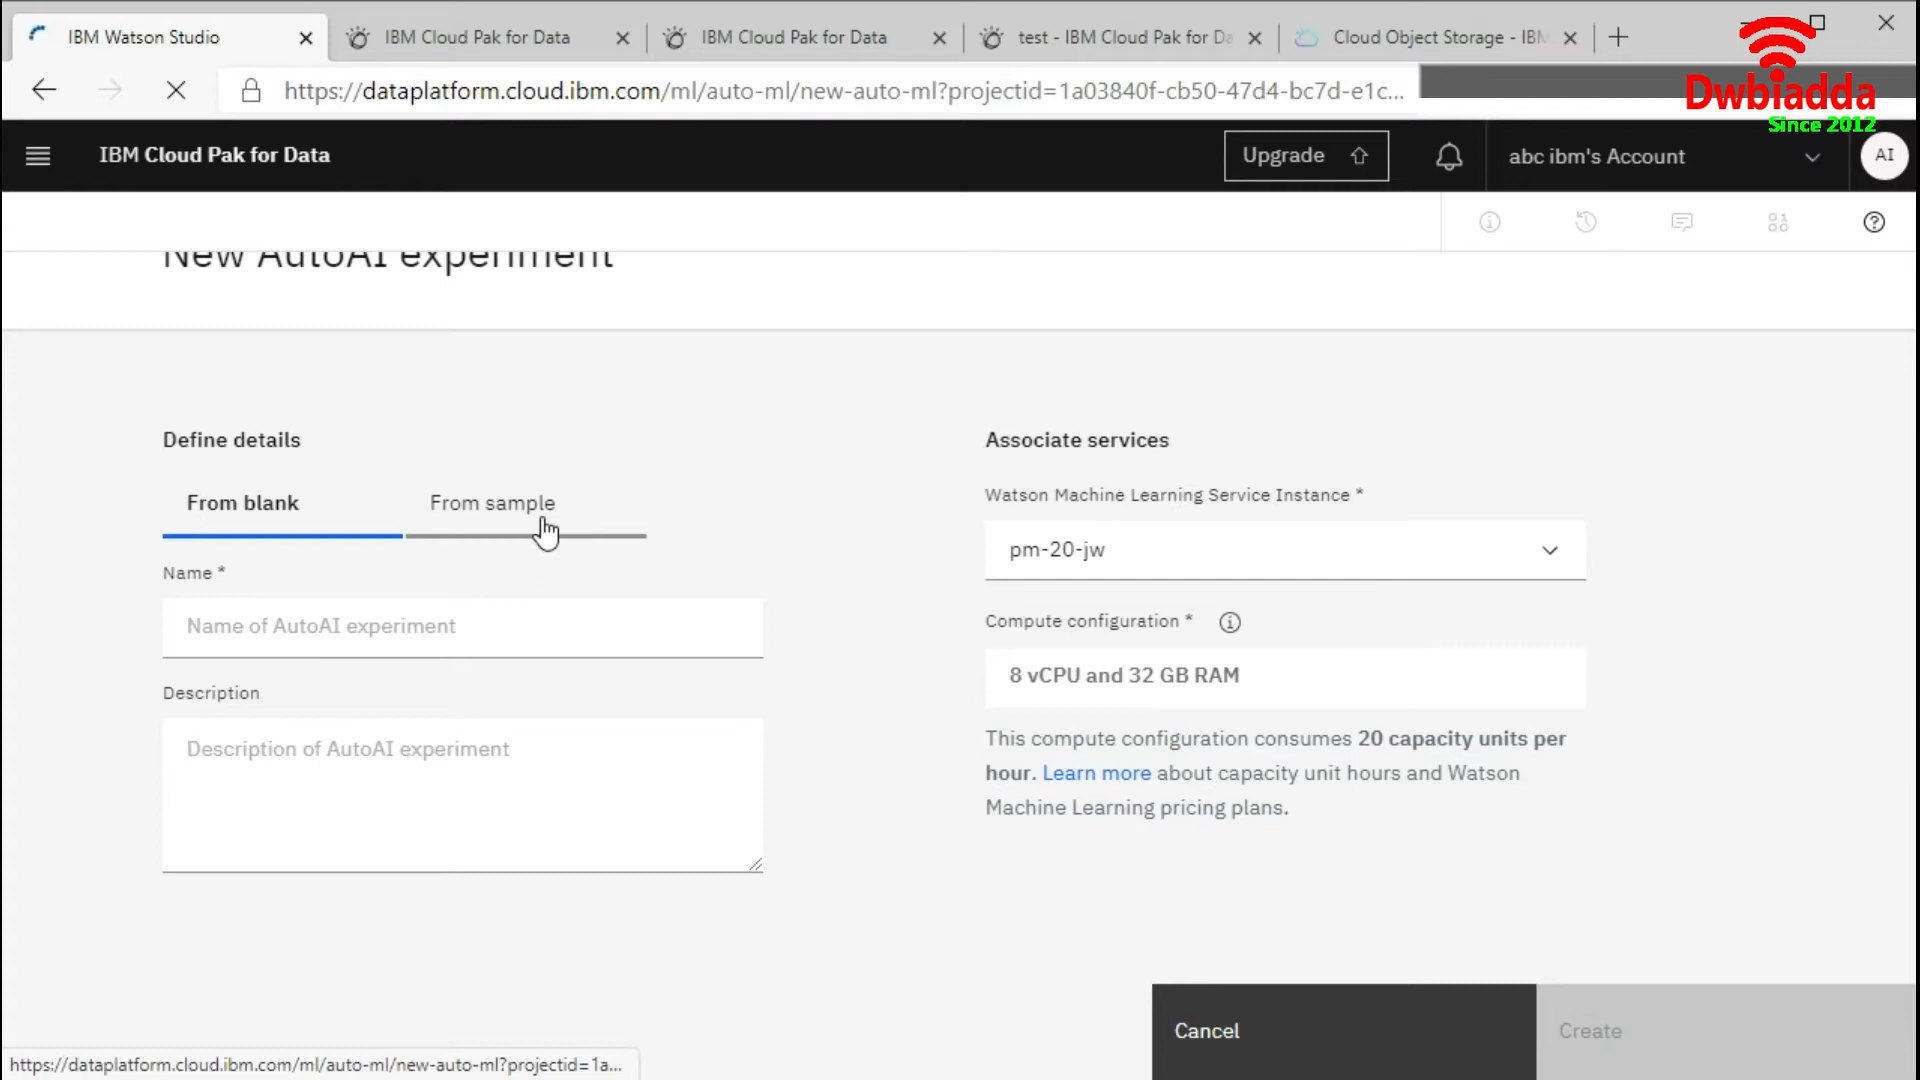 IBM Watson Studio
IBM Cloud Pak for Data
IBM Cloud Pak for Data
test - IBM Cloud Pak for Da
Cloud Object Storage - IBM
https://dataplatform.cloud.ibm.com/ml/auto-ml/new-auto-ml?projectid=1a03840f-cb50-47d4-bc7d-e1c...
Dwbiadda
Since 2012
IBM Cloud Pak for Data
Upgrade
abc ibm's Account
AI
New AutoAI experiment
Define details
From blank
From sample
Name *
Name of AutoAI experiment
Description
Description of AutoAI experiment
Associate services
Watson Machine Learning Service Instance *
pm-20-jw
Compute configuration *
8 vCPU and 32 GB RAM
This compute configuration consumes 20 capacity units per
hour. Learn more about capacity unit hours and Watson
Machine Learning pricing plans.
Cancel
Create
https://dataplatform.cloud.ibm.com/ml/auto-ml/new-auto-ml?projectid=1a...